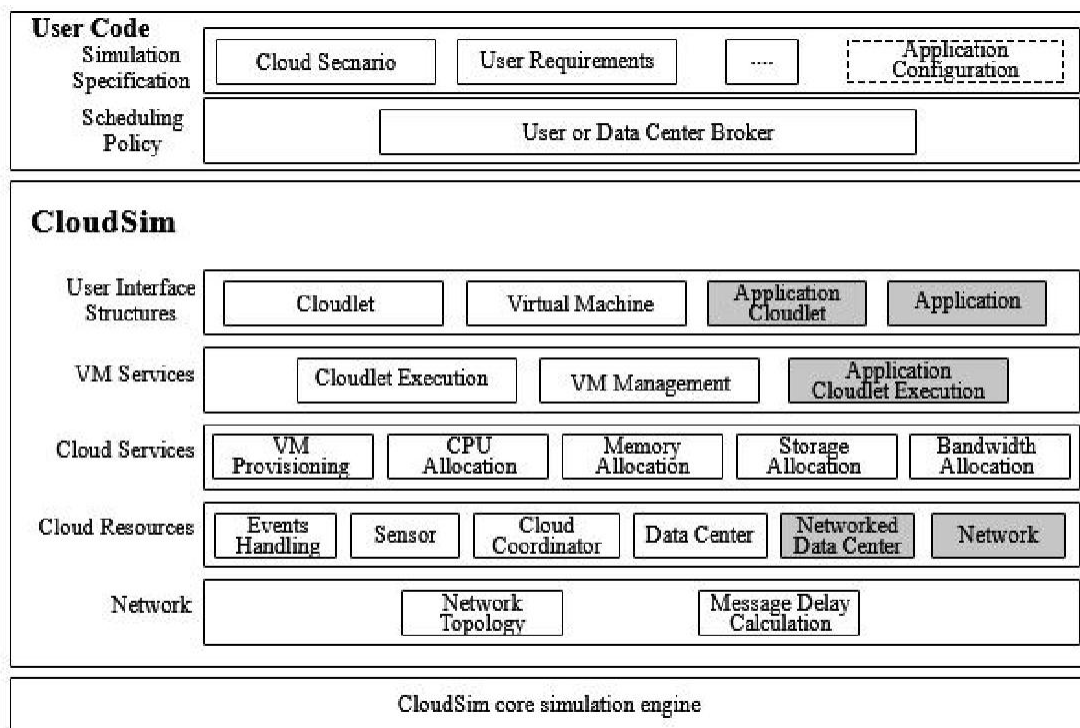 User Code
Simulation
Specification
Cloud Secnario
User Requirements
....
Application
Configuration
Scheduling
Policy
User or Data Center Broker
CloudSim
User Interface
Structures
Cloudlet
Virtual Machine
Application
Cloudlet
Application
VM Services
Cloudlet Execution
VM Management
Application
Cloudlet Execution
Cloud Services
VM
Provisioning
CPU
Allocation
Memory
Allocation
Storage
Allocation
Bandwidth
Allocation
Cloud Resources
Events
Handling
Sensor
Cloud
Coordinator
Data Center
Networked
Data Center
Network
Network
Network
Topology
Message Delay
Calculation
CloudSim core simulation engine